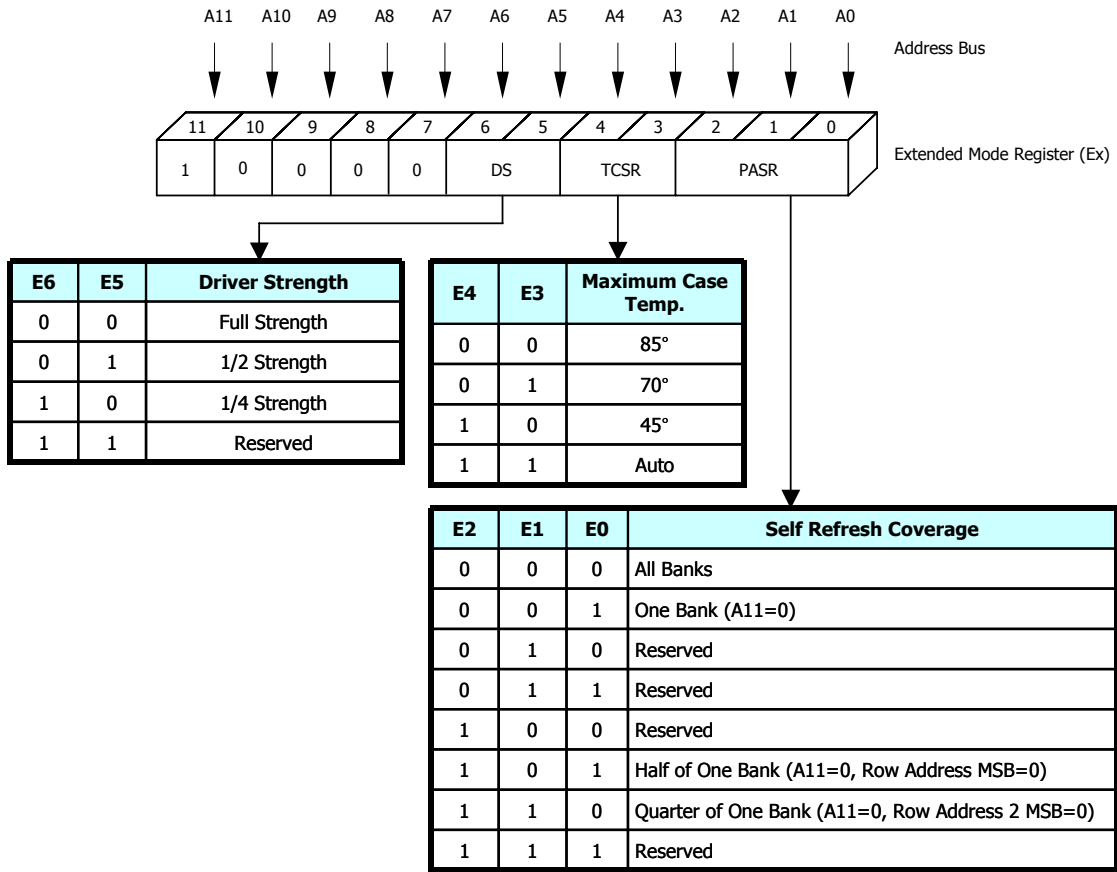 A11 A10 A9 A8 A7 A6 A5 A4 A3 A2 A1 A0
Address Bus
11 10 9 8 7 6 5 4 3 2 1 0
Extended Mode Register (Ex)
1 0 0 0 0 DS TCSR PASR
E6 E5 Driver Strength
0 0 Full Strength
0 1 1/2 Strength
1 0 1/4 Strength
1 1 Reserved
E4 E3 Maximum Case
Temp.
0 0 85°
0 1 70°
1 0 45°
1 1 Auto
E2 E1 E0 Self Refresh Coverage
0 0 0 All Banks
0 0 1 One Bank (A11=0)
0 1 0 Reserved
0 1 1 Reserved
1 0 0 Reserved
1 0 1 Half of One Bank (A11=0, Row Address MSB=0)
1 1 0 Quarter of One Bank (A11=0, Row Address 2 MSB=0)
1 1 1 Reserved